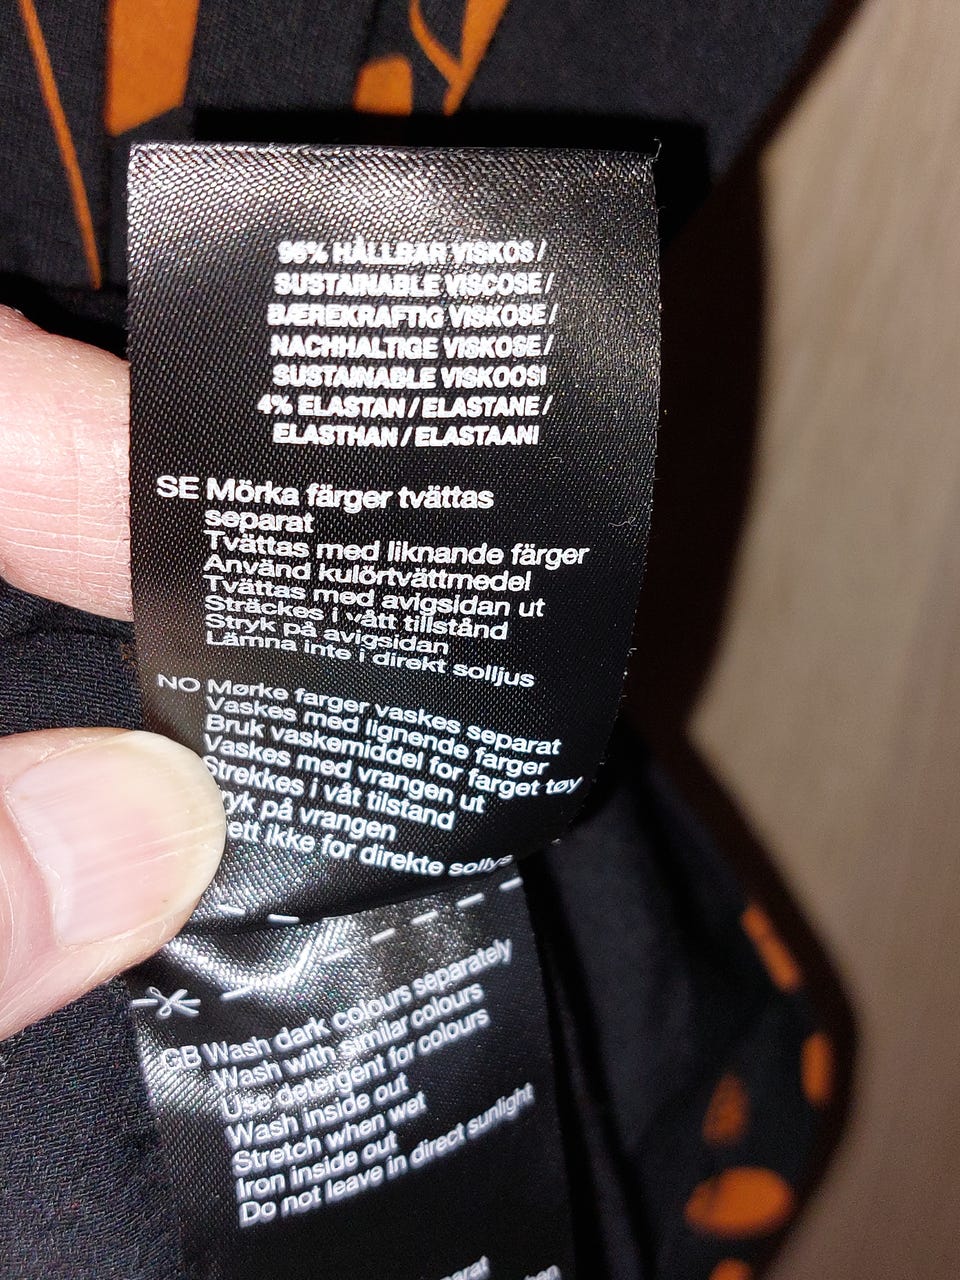 96% HÅLLBAR VISKOS /
SUSTAINABLE VISCOSE /
BÆREKRAFTIG VISKOSE /
NACHHALTIGE VISKOSE /
SUSTAINABLE VISKOOSI
4% ELASTAN / ELASTANE /
ELASTHAN / ELASTAANI
SE Mörka färger tvättas
separat
Tvättas med liknande färger
Använd kulörtvättmedel
Tvättas med avigsidan ut
Sträckes i vått tillstånd
Stryk på avigsidan
Lämna inte i direkt solljus
NO Mørke farger vaskes separat
Vaskes med lignende farger
Bruk vaskemiddel for farget tøy
Vaskes med vrangen ut
Strekkes i våt tilstand
ryk på vrangen
ett ikke for direkte sollys
GB Wash dark colours separately
Wash with similar colours
Use detergent for colours
Wash inside out
Stretch when wet
Iron inside out
Do not leave in direct sunlight